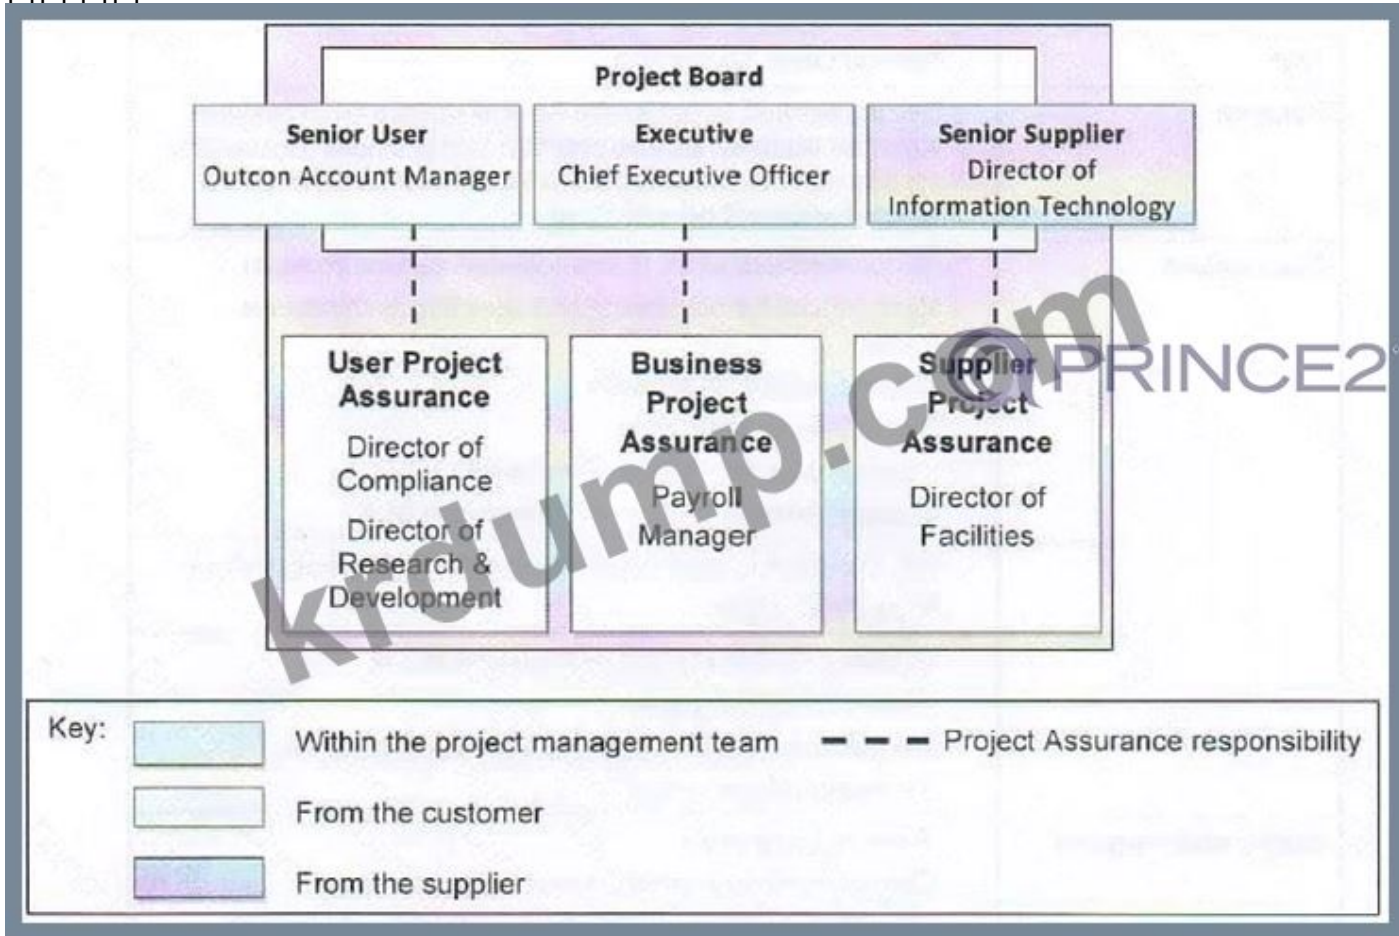 Project Board
Senior User
Outcon Account Manager
Executive
Chief Executive Officer
Senior Supplier
Director of
Information Technology
User Project
Assurance
Director of
Compliance
Director of
Research &
Development
Business
Project
Assurance
Payroll
Manager
Supplier
Project
Assurance
Director of
Facilities
PRINCE2
krdump.com
Key:
Within the project management team
Project Assurance responsibility
From the customer
From the supplier